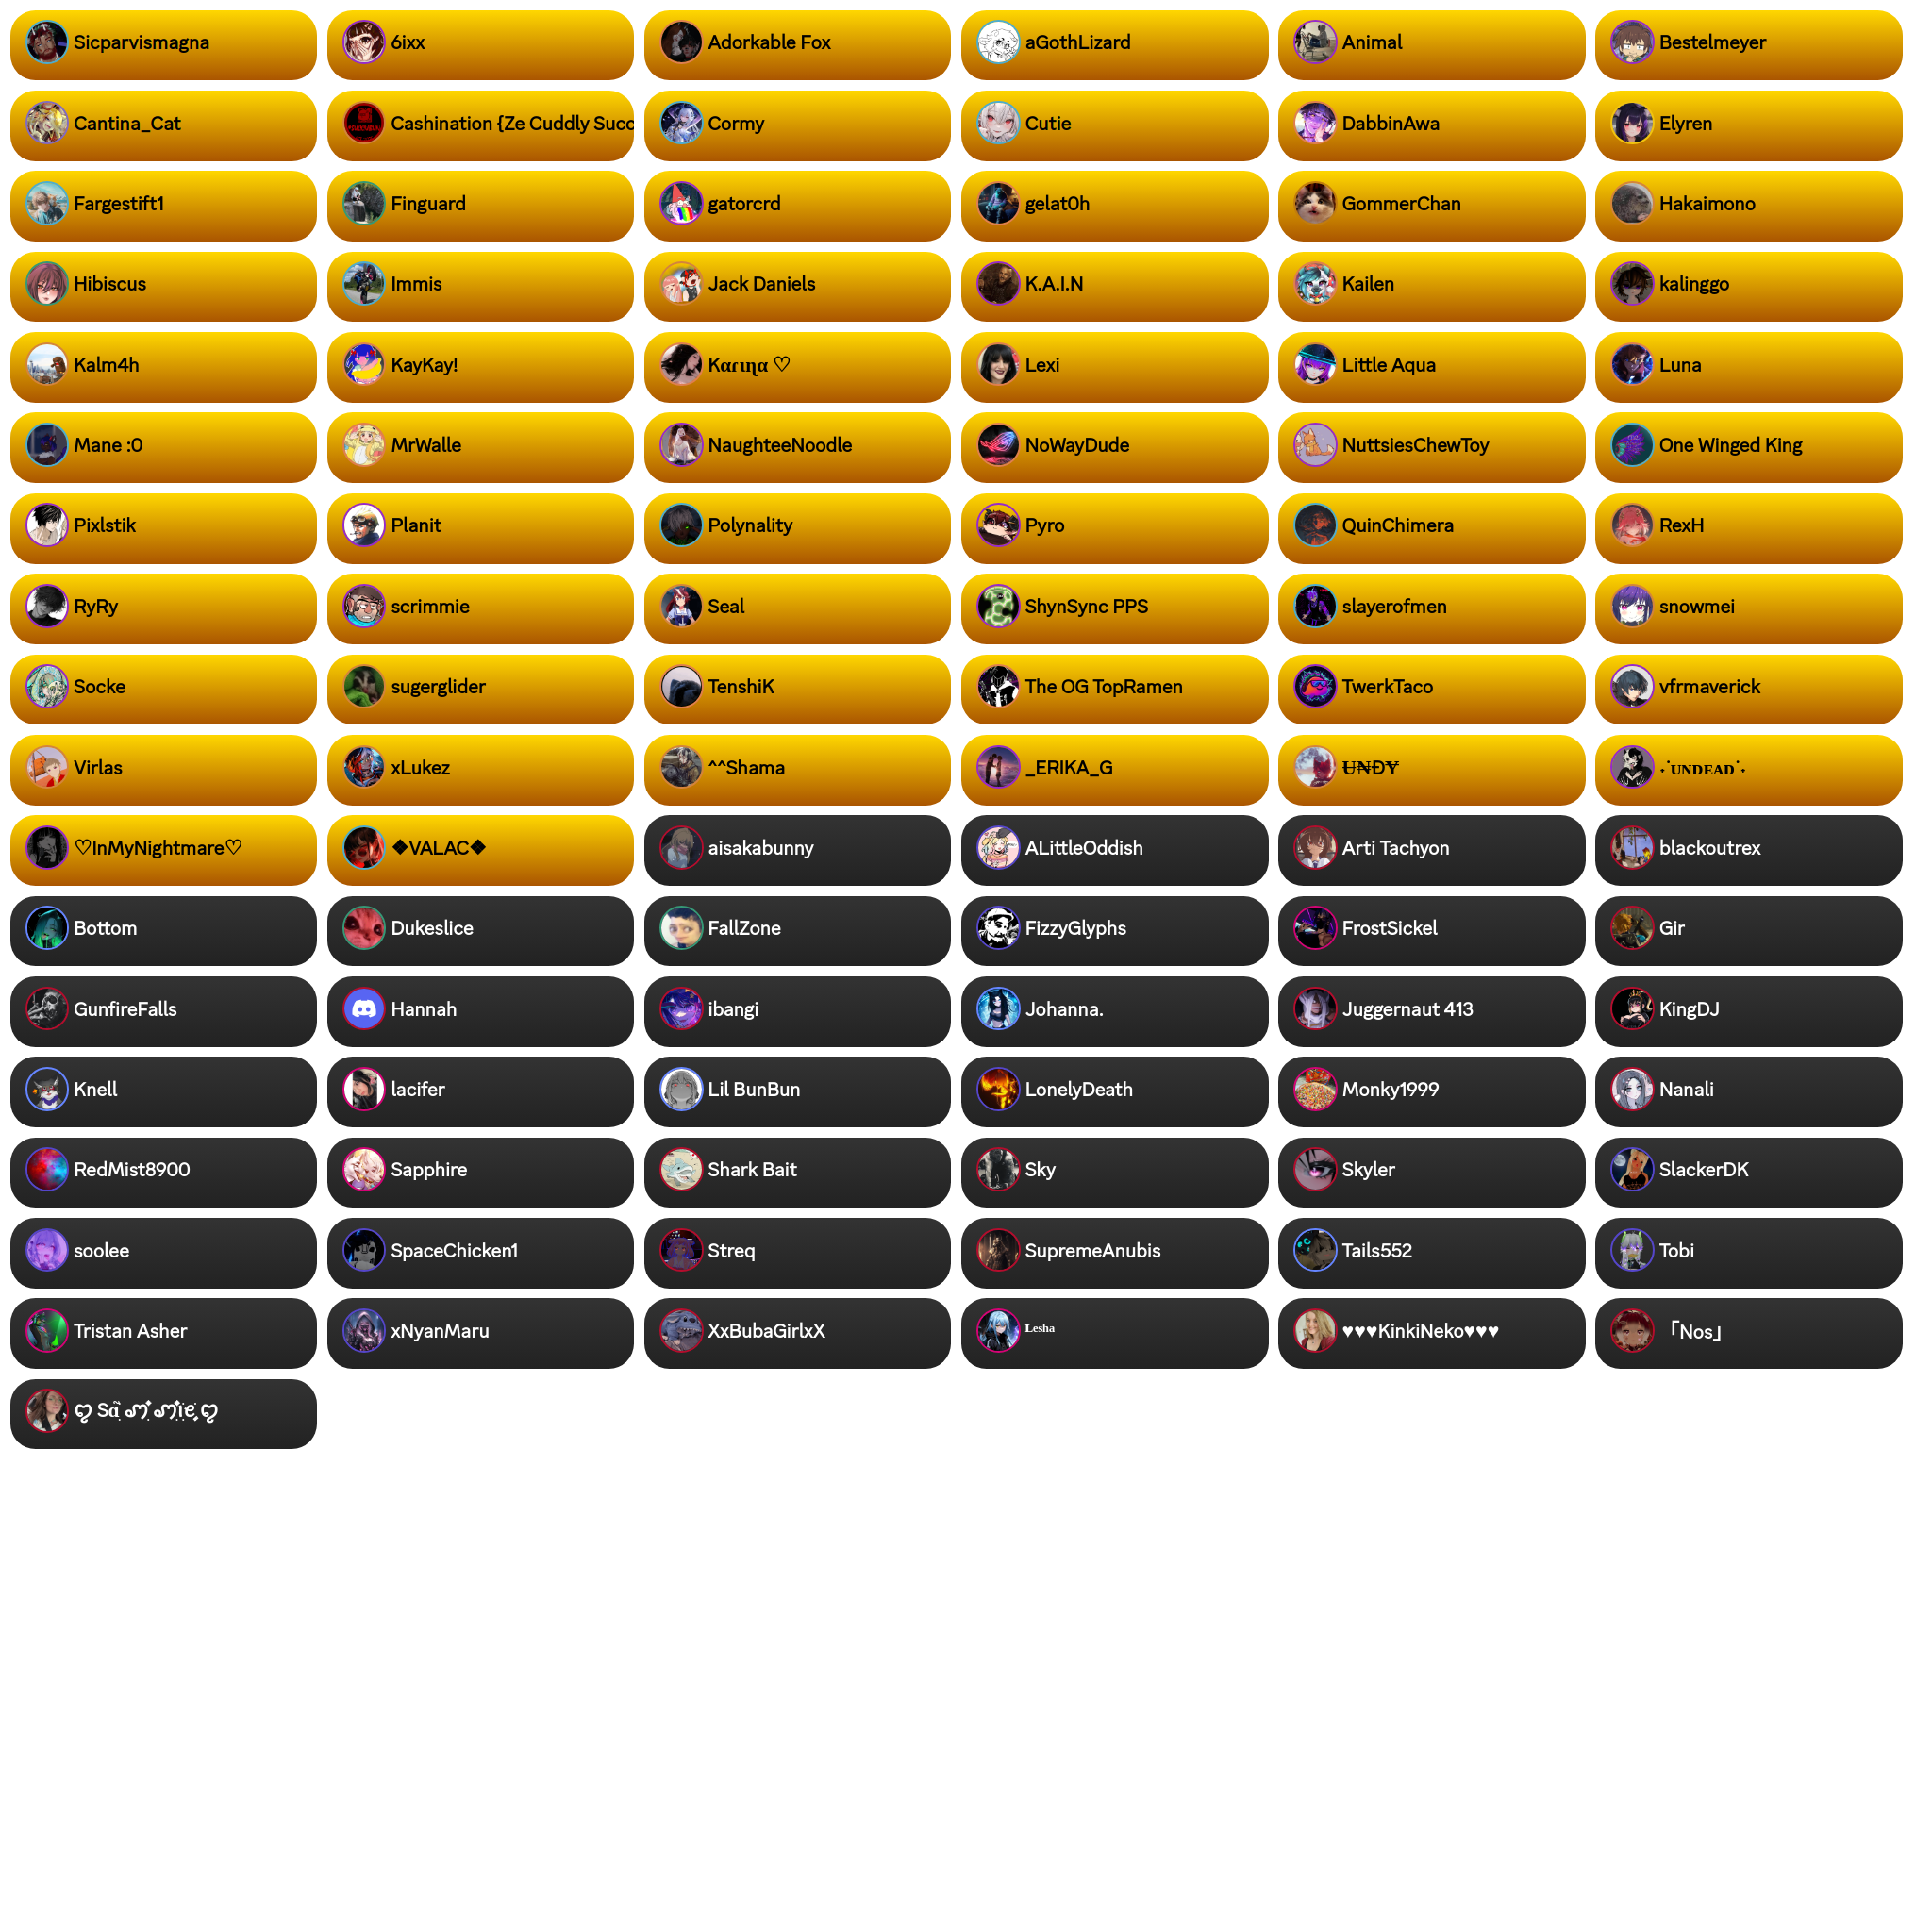 Sicparvismagna
6ixx
Adorkable Fox
aGothLizard
Animal
Bestelmeyer
Cantina_Cat
Cashination {Ze Cuddly Succ
Cormy
Cutie
DabbinAwa
Elyren
Fargestift1
Finguard
gatorcrd
gelat0h
GommerChan
Hakaimono
Hibiscus
Immis
Jack Daniels
K.A.I.N
Kailen
kalinggo
Kalm4h
KayKay!
Kαɾιɳα ♡
Lexi
Little Aqua
Luna
Mane :0
MrWalle
NaughteeNoodle
NoWayDude
NuttsiesChewToy
One Winged King
Pixlstik
Planit
Polynality
Pyro
QuinChimera
RexH
RyRy
scrimmie
Seal
ShynSync PPS
slayerofmen
snowmei
Socke
sugerglider
TenshiK
The OG TopRamen
TwerkTaco
vfrmaverick
Virlas
xLukez
^^Shama
_ERIKA_G
U̶N̶ĐY̶
˖˙ᴜɴᴅᴇᴀᴅ˙˖
♡InMyNightmare♡
❖VALAC❖
aisakabunny
ALittleOddish
Arti Tachyon
blackoutrex
Bottom
Dukeslice
FallZone
FizzyGlyphs
FrostSickel
Gir
GunfireFalls
Hannah
ibangi
Johanna.
Juggernaut 413
KingDJ
Knell
lacifer
Lil BunBun
LonelyDeath
Monky1999
Nanali
RedMist8900
Sapphire
Shark Bait
Sky
Skyler
SlackerDK
soolee
SpaceChicken1
Streq
SupremeAnubis
Tails552
Tobi
Tristan Asher
xNyanMaru
XxBubaGirlxX
ᴸᵉˢʰᵃ
♥♥♥KinkiNeko♥♥♥
「Nos」